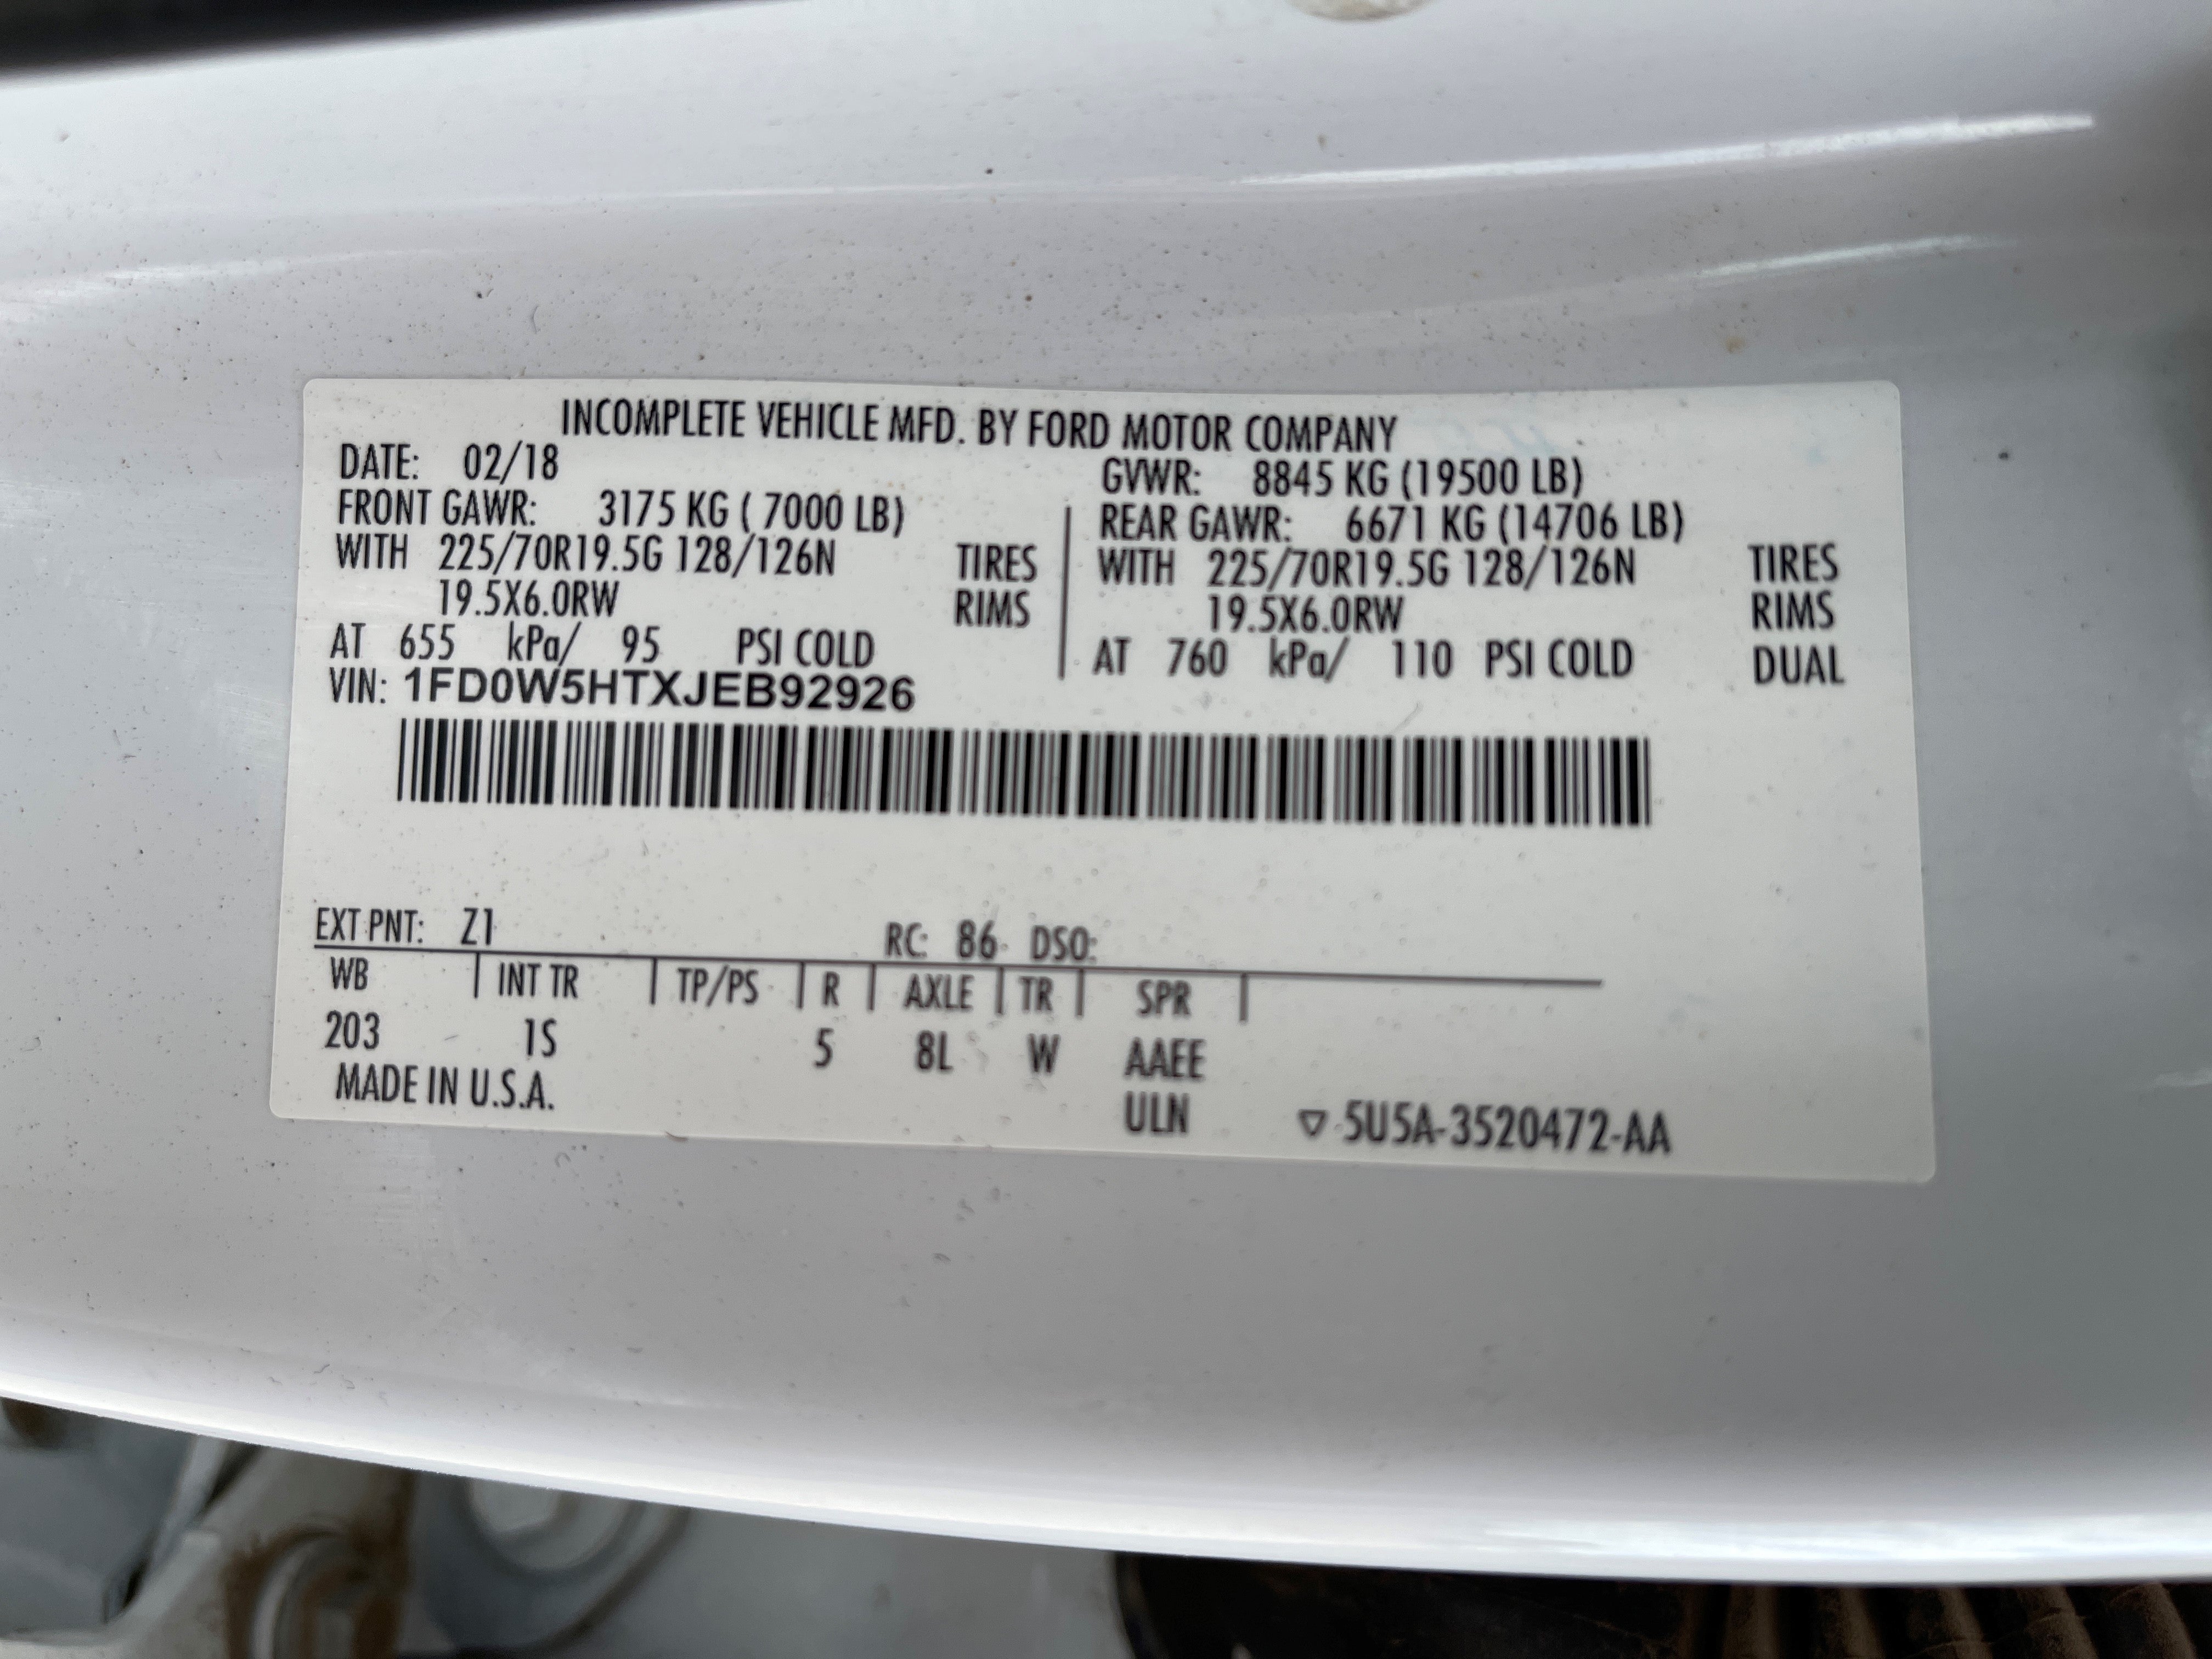 INCOMPLETE VEHICLE MFD. BY FORD MOTOR COMPANY
DATE: 02/18 GVWR: 8845 KG (19500 LB)
FRONT GAWR: 3175 KG ( 7000 LB) REAR GAWR: 6671 KG (14706 LB)
WITH 225/70R19.5G 128/126N TIRES WITH 225/70R19.5G 128/126N TIRES
19.5X6.0RW RIMS 19.5X6.0RW RIMS
AT 655 kPa/ 95 PSI COLD AT 760 kPa/ 110 PSI COLD DUAL
VIN: 1FD0W5HTXJEB92926
EXT PNT: Z1 RC: 86 DSO:
WB | INT TR | TP/PS | R | AXLE | TR | SPR |
203 1S 5 8L W AAEE
MADE IN U.S.A. ULN ▽ 5U5A-3520472-AA